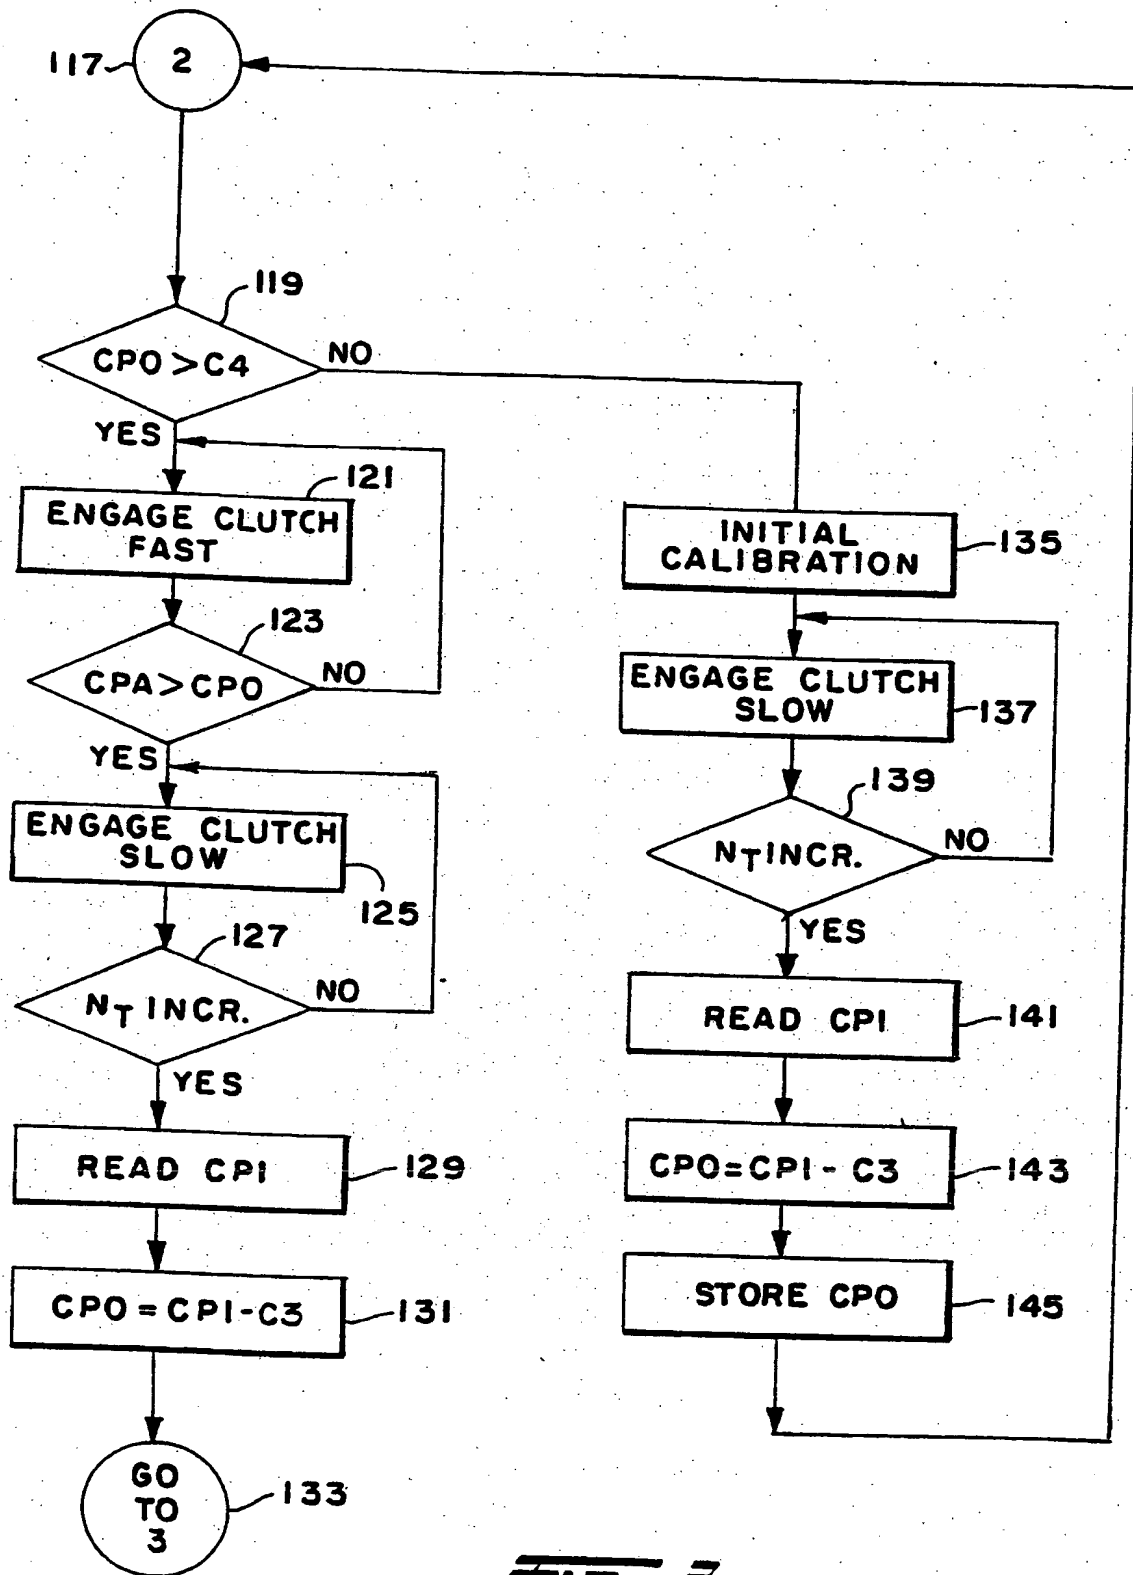 117
2
119
CPO > C4
NO
YES
121
ENGAGE CLUTCH
FAST
123
CPA > CPO
NO
YES
ENGAGE CLUTCH
SLOW
125
127
NT INCR.
NO
YES
READ CPI
129
CPO = CPI-C3
131
GO
TO
3
133
INITIAL
CALIBRATION
135
ENGAGE CLUTCH
SLOW
137
139
NT INCR.
NO
YES
READ CPI
141
CPO=CPI- C3
143
STORE CPO
145